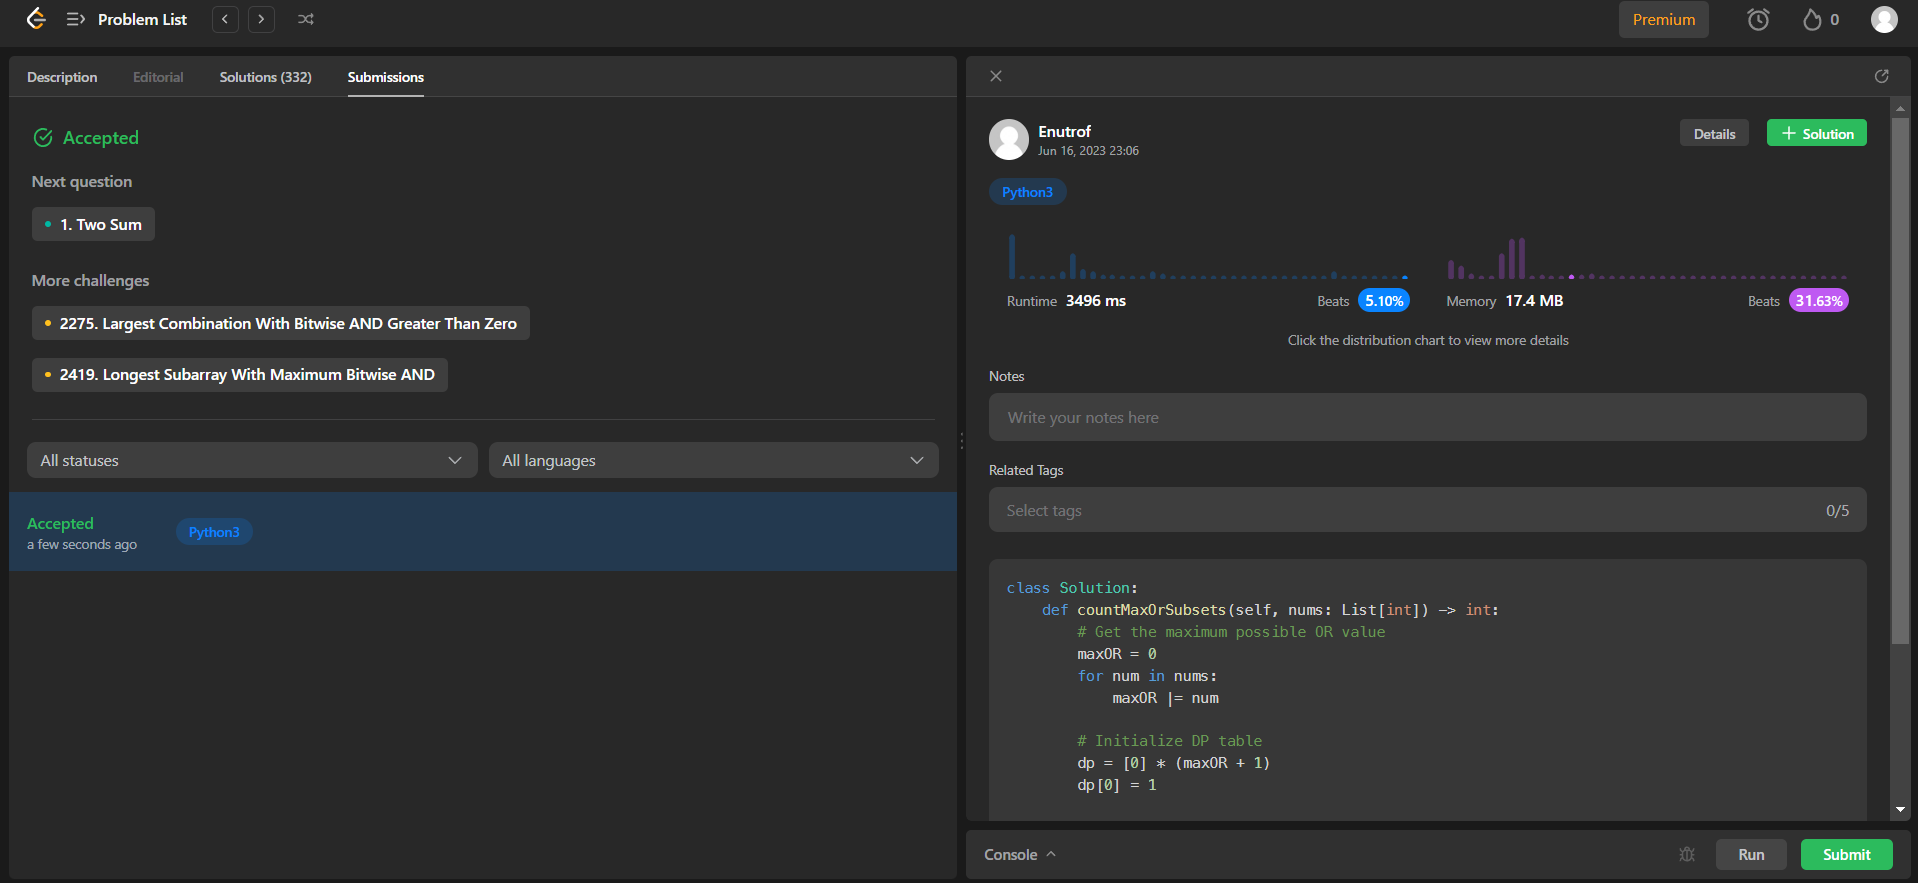 Problem List
Premium
0
Description Editorial Solutions (332) Submissions
Accepted
Next question
1. Two Sum
More challenges
2275. Largest Combination With Bitwise AND Greater Than Zero
2419. Longest Subarray With Maximum Bitwise AND
All statuses
All languages
Accepted
a few seconds ago
Python3
Enutrof
Jun 16, 2023 23:06
Details
Solution
Python3
Runtime 3496 ms
Beats 5.10%
Memory 17.4 MB
Beats 31.63%
Click the distribution chart to view more details
Notes
Write your notes here
Related Tags
Select tags
0/5
class Solution:
    def countMaxOrSubsets(self, nums: List[int]) -> int:
        # Get the maximum possible OR value
        maxOR = 0
        for num in nums:
            maxOR |= num
        # Initialize DP table
        dp = [0] * (maxOR + 1)
        dp[0] = 1
Console
Run
Submit